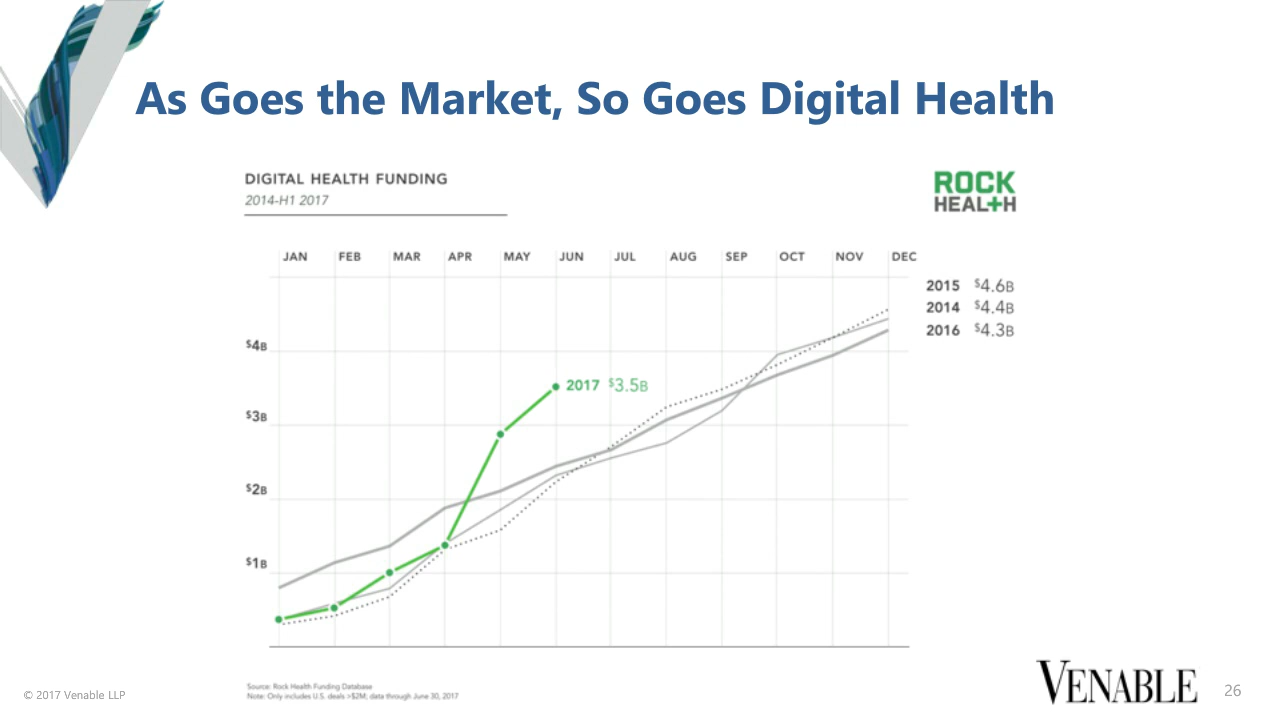 As Goes the Market, So Goes Digital Health
DIGITAL HEALTH FUNDING
2014-H1 2017
ROCK
HEALTH
JAN FEB MAR APR MAY JUN JUL AUG SEP OCT NOV DEC
2015 $4.6B
2014 $4.4B
2016 $4.3B
$4B
2017 $3.5B
$3B
$2B
$1B
Source: Rock Health Funding Database
Note: Only includes U.S. deals >$2M; data through June 30, 2017
© 2017 Venable LLP
VENABLE
26